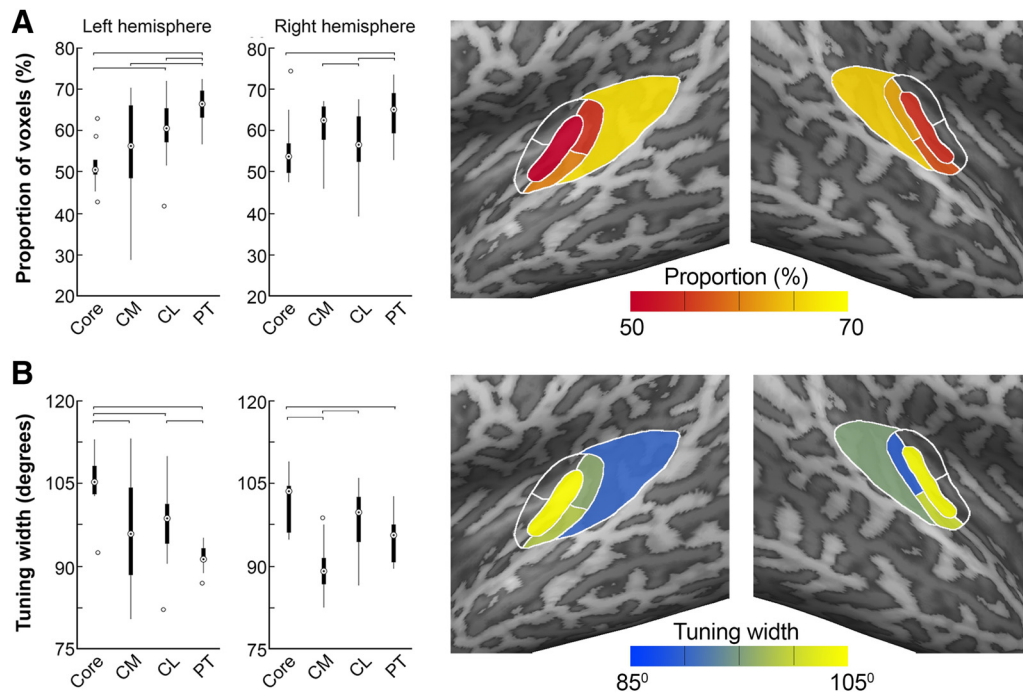 A
Left hemisphere
Right hemisphere
Proportion of voxels (%)
80
70
60
50
40
30
20
Core CM CL PT
80
70
60
50
40
30
20
Core CM CL PT
Proportion (%)
50 70
B
Tuning width (degrees)
120
105
90
75
Core CM CL PT
120
105
90
75
Core CM CL PT
Tuning width
85⁰ 105⁰